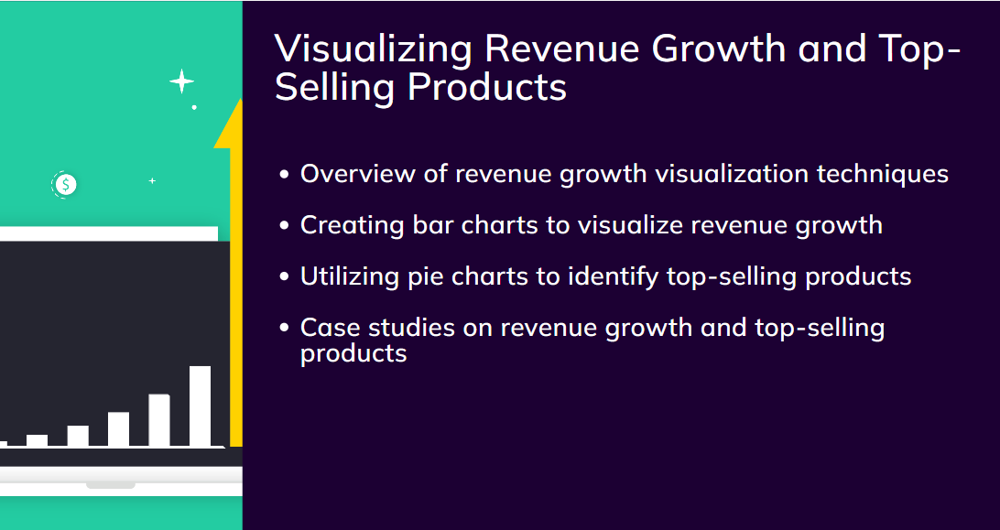 Visualizing Revenue Growth and Top-
Selling Products
• Overview of revenue growth visualization techniques
• Creating bar charts to visualize revenue growth
• Utilizing pie charts to identify top-selling products
• Case studies on revenue growth and top-selling
products
$